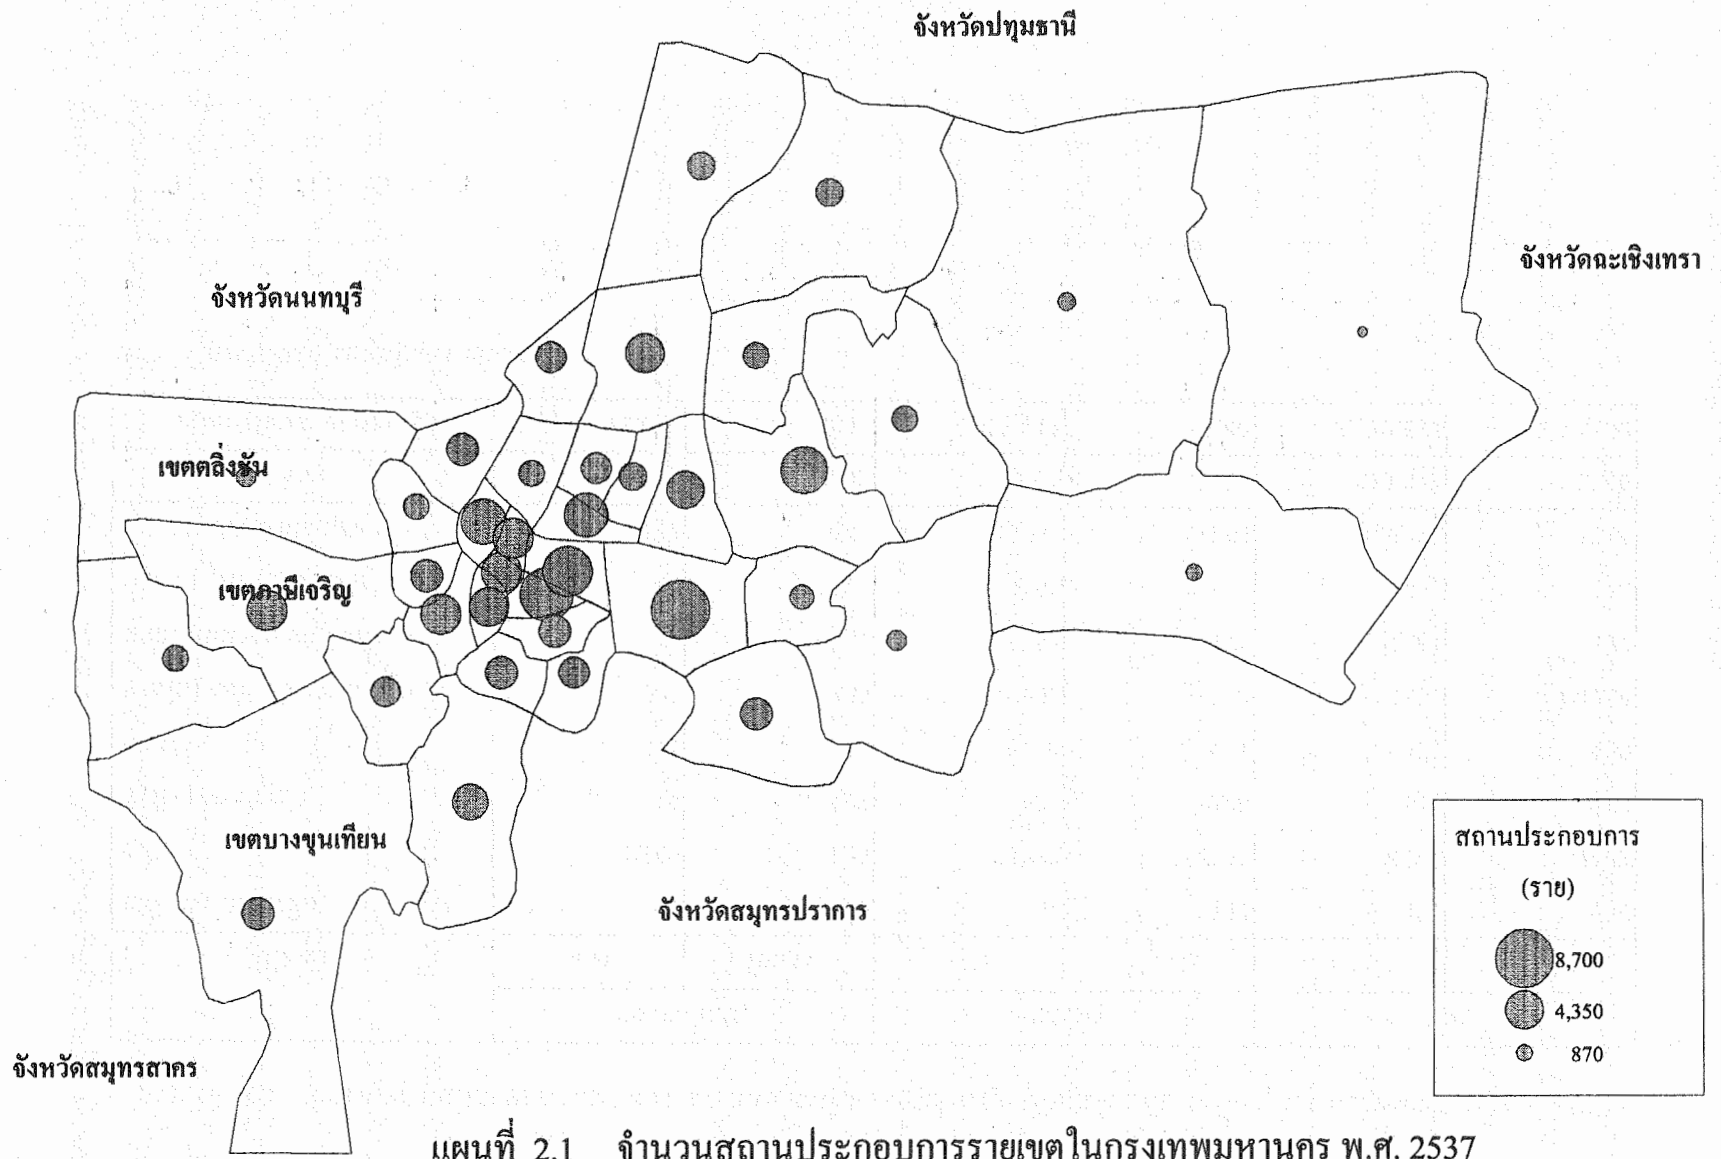 จังหวัดปทุมธานี
จังหวัดฉะเชิงเทรา
จังหวัดนนทบุรี
เขตตลิ่งชัน
เขตภาษีเจริญ
เขตบางขุนเทียน
สถานประกอบการ
(ราย)
8,700
4,350
870
จังหวัดสมุทรปราการ
จังหวัดสมุทรสาคร
แผนที่ 2.1 จำนวนสถานประกอบการรายเขตในกรุงเทพมหานคร พ.ศ. 2537